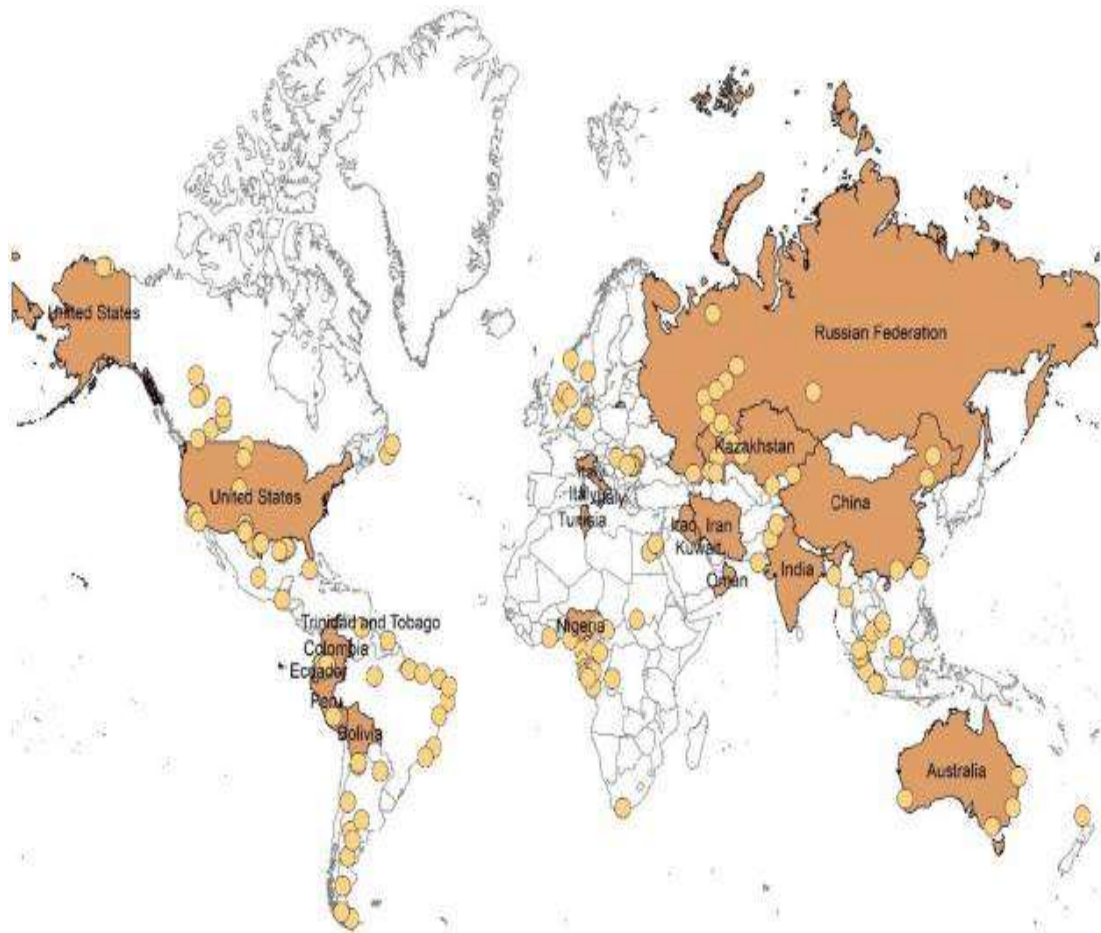 United States
Russian Federation
Kazakhstan
United States
China
Italy
Tunisia
Iraq
Iran
Kuwait
India
Oman
Trinidad and Tobago
Nigeria
Colombia
Ecuador
Peru
Bolivia
Australia